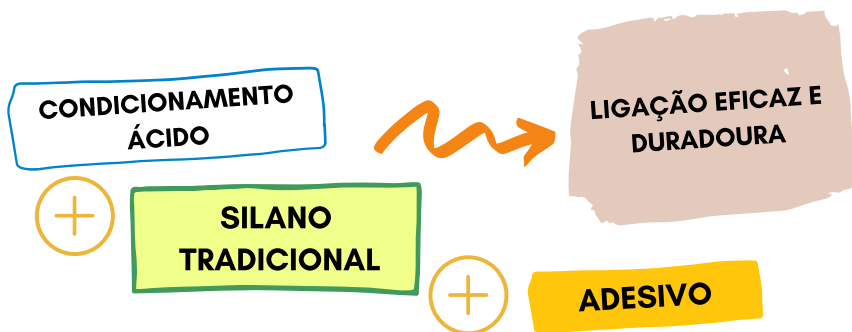 CONDICIONAMENTO
ÁCIDO
SILANO
TRADICIONAL
ADESIVO
LIGAÇÃO EFICAZ E
DURADOURA